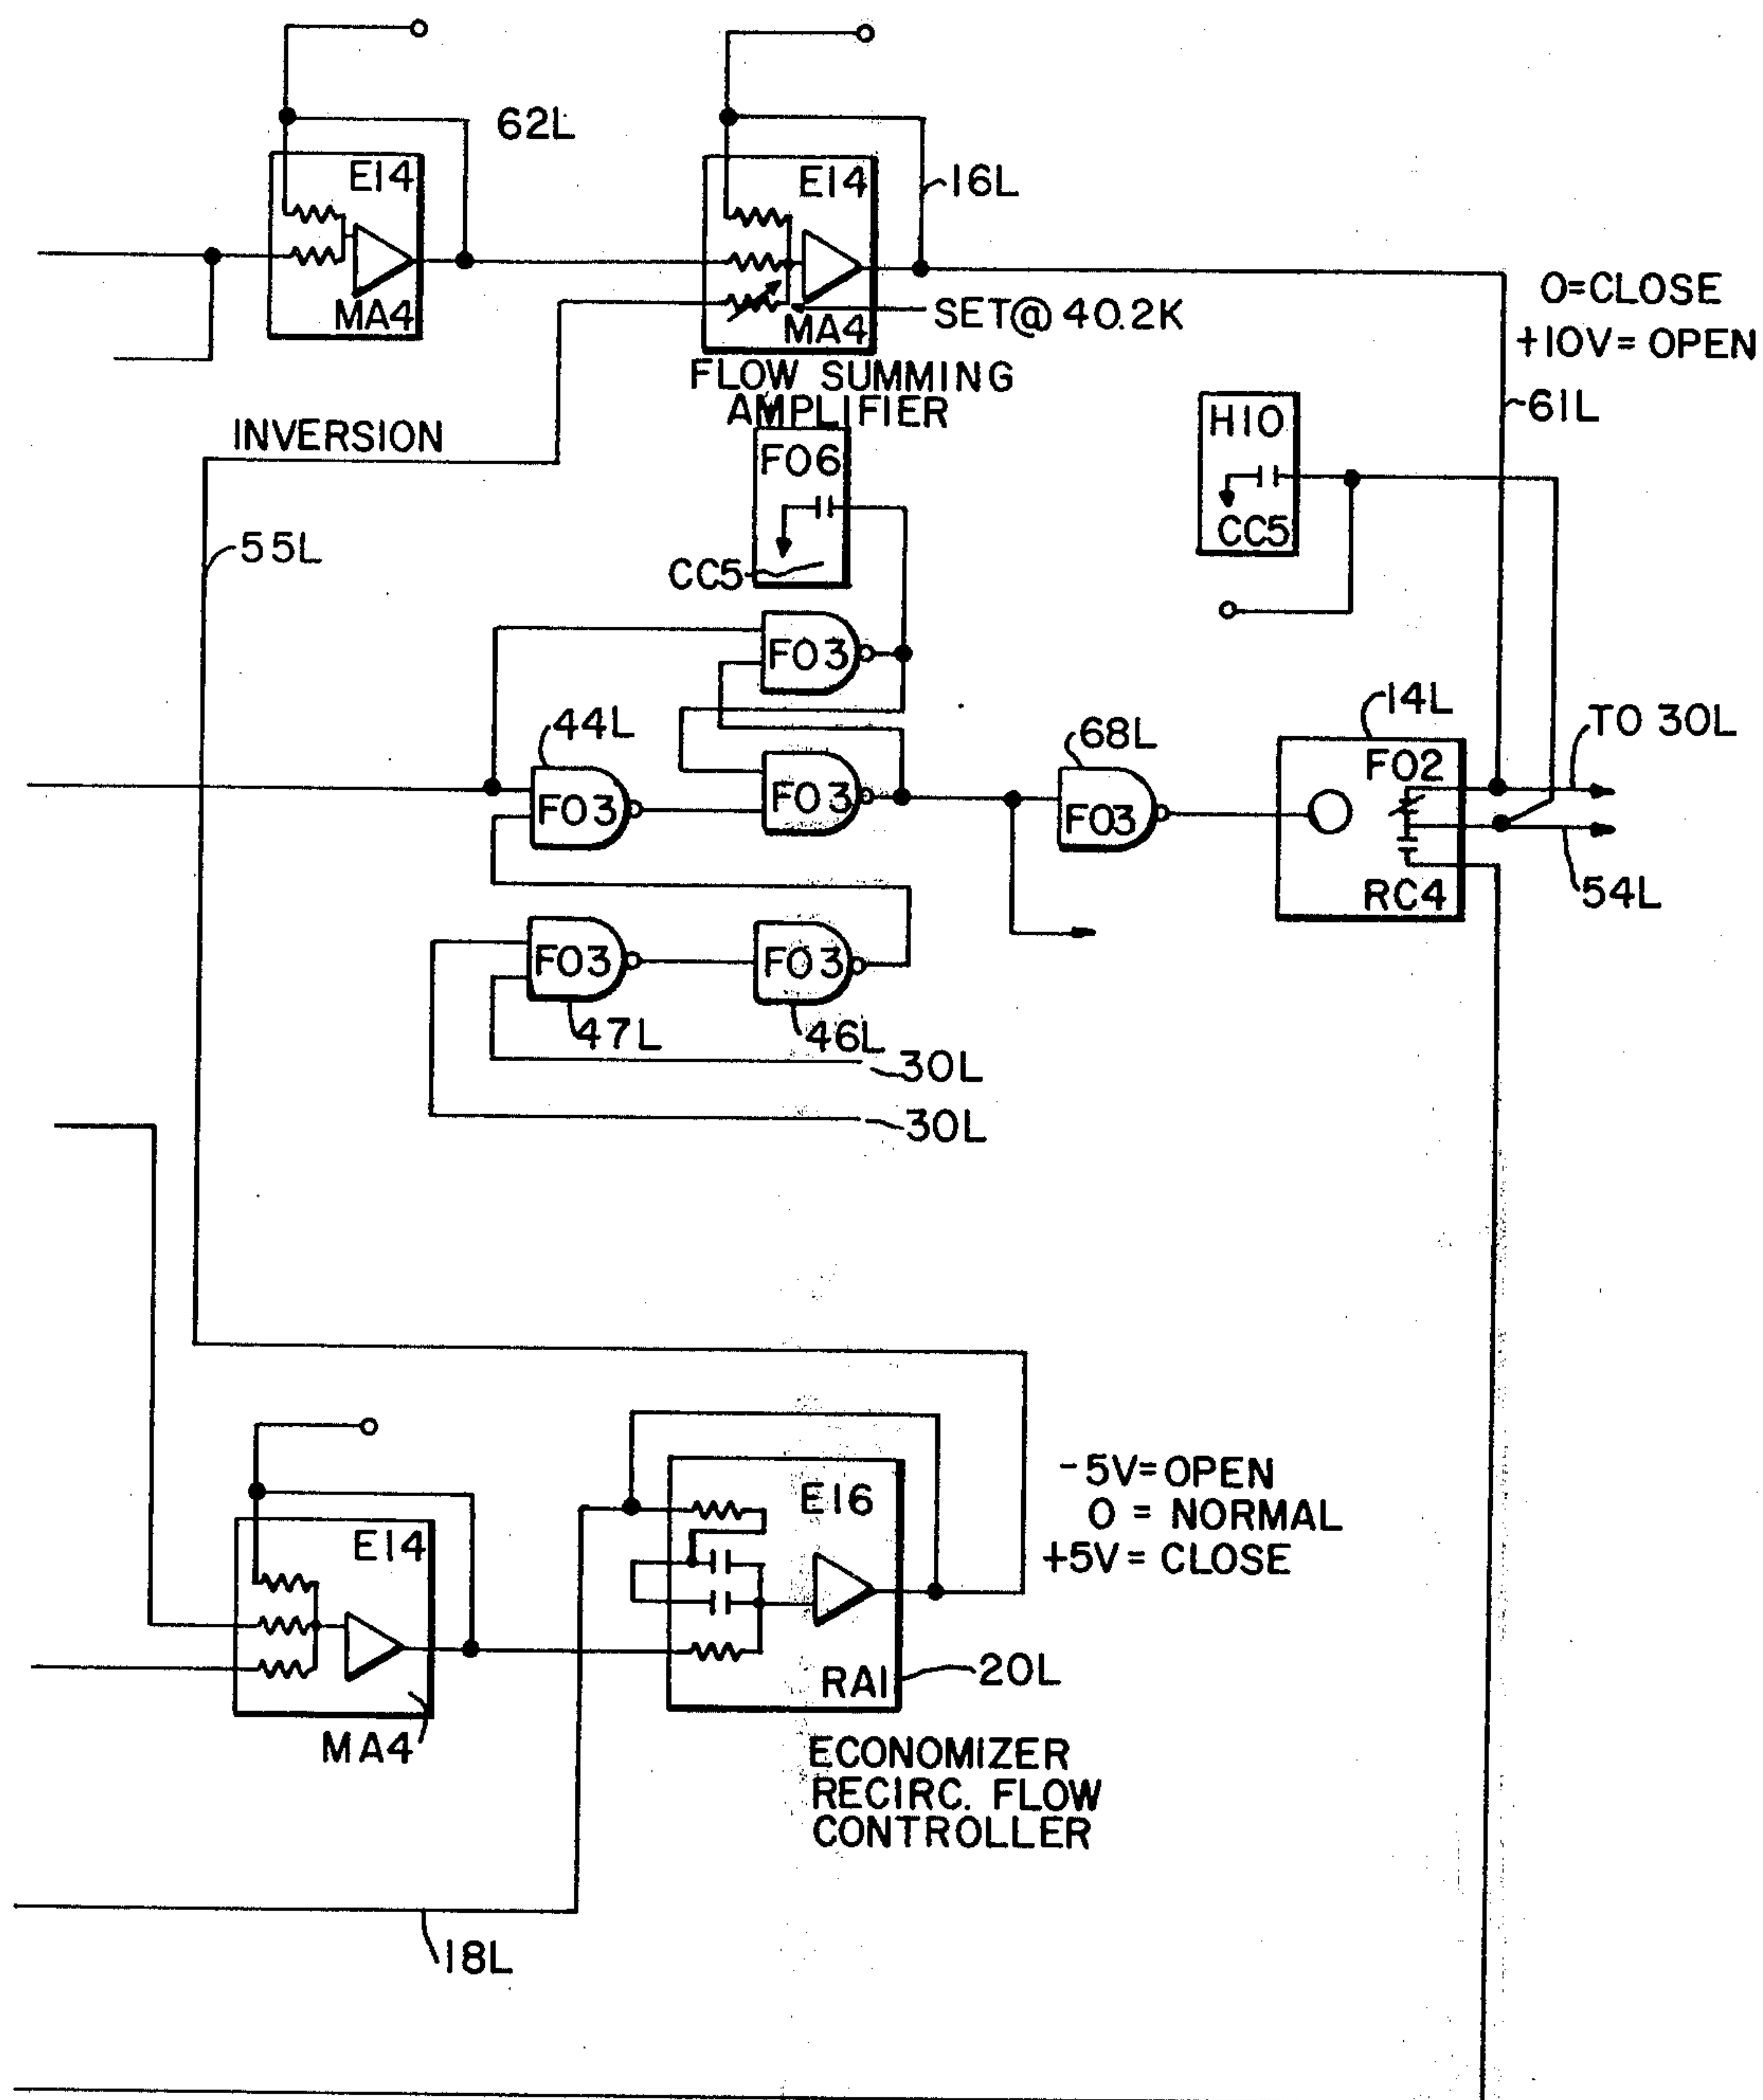 62L
E14
MA4
E14
16L
MA4
SET@ 40.2K
FLOW SUMMING
AMPLIFIER
0=CLOSE
+10V= OPEN
61L
INVERSION
F06
CC5
H10
CC5
55L
F03
44L
F03
F03
68L
F03
14L
F02
RC4
TO 30L
54L
F03
47L
F03
46L
30L
30L
E14
MA4
E16
RA1
20L
-5V=OPEN
0 = NORMAL
+5V= CLOSE
ECONOMIZER
RECIRC. FLOW
CONTROLLER
18L